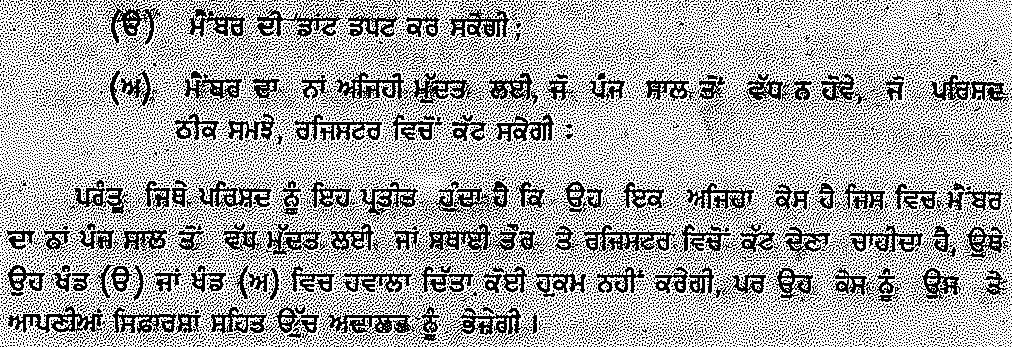 (ੳ) ਮੈਂਬਰ ਦੀ ਡਾਟ ਡਪਟ ਕਰ ਸਕੇਗੀ ;
(ਅ) ਮੈਂਬਰ ਦਾ ਨਾਂ ਅਜਿਹੀ ਮੁੱਦਤ ਲਈ, ਜੋ ਪੰਜ ਸਾਲ ਤੋਂ ਵੱਧ ਨ ਹੋਵੇ, ਜੋ ਪਰਿਸ਼ਦ
ਠੀਕ ਸਮਝੇ, ਰਜਿਸਟਰ ਵਿਚੋਂ ਕੱਟ ਸਕੇਗੀ :
ਪਰੰਤੂ ਜ਼ਿਥੇ ਪਰਿਸ਼ਦ ਨੂੰ ਇਹ ਪ੍ਰਤੀਤ ਹੁੰਦਾ ਹੈ ਕਿ ਉਹ ਇਕ ਅਜਿਹਾ ਕੇਸ ਹੈ ਜਿਸ ਵਿਚ ਮੈਂਬਰ
ਦਾ ਨਾਂ ਪੰਜ ਸਾਲ ਤੋਂ ਵੱਧ ਮੁੱਦਤ ਲਈ ਜਾਂ ਸਥਾਈ ਤੌਰ ਤੇ ਰਜਿਸਟਰ ਵਿਚੋਂ ਕੱਟ ਦੇਣਾ ਚਾਹੀਦਾ ਹੈ, ਉਥੇ
ਉਹ ਖੰਡ (ੳ) ਜਾਂ ਖੰਡ (ਅ) ਵਿਚ ਹਵਾਲਾ ਦਿੱਤਾ ਕੋਈ ਹੁਕਮ ਨਹੀਂ ਕਰੇਗੀ, ਪਰ ਉਹ ਕੇਸ ਨੂੰ ਉਸ ਤੇ
ਆਪਣੀਆਂ ਸਿਫ਼ਾਰਸ਼ਾਂ ਸਹਿਤ ਉੱਚ ਅਦਾਲਤ ਨੂੰ ਭੇਜੇਗੀ ।